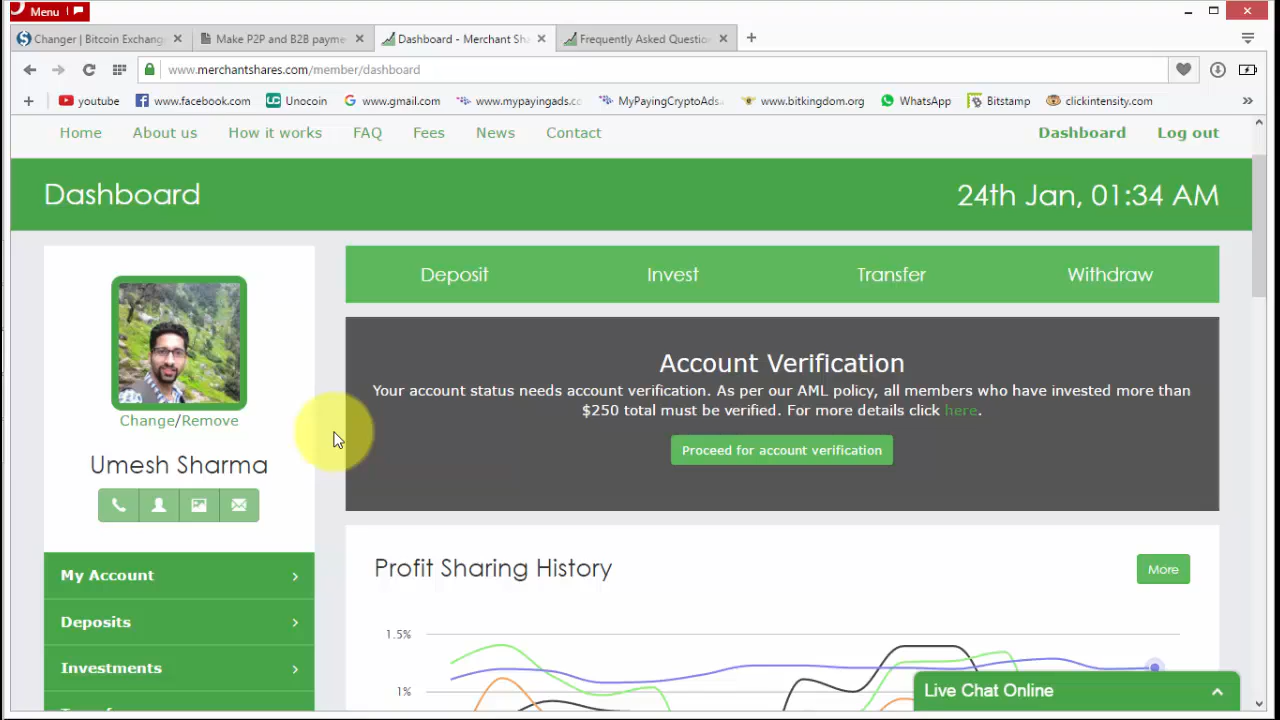 Menu
Changer | Bitcoin Exchang
Make P2P and B2B payme
Dashboard - Merchant Sha
Frequently Asked Questio
www.merchantshares.com/member/dashboard
youtube
www.facebook.com
Unocoin
www.gmail.com
www.mypayingads.cc
MyPayingCryptoAds
www.bitkingdom.org
WhatsApp
Bitstamp
clickintensity.com
Home
About us
How it works
FAQ
Fees
News
Contact
Dashboard
Log out
Dashboard
24th Jan, 01:34 AM
Deposit
Invest
Transfer
Withdraw
Account Verification
Your account status needs account verification. As per our AML policy, all members who have invested more than
$250 total must be verified. For more details click here.
Proceed for account verification
Change/Remove
Umesh Sharma
My Account
Deposits
Investments
Profit Sharing History
More
1.5%
1%
Live Chat Online